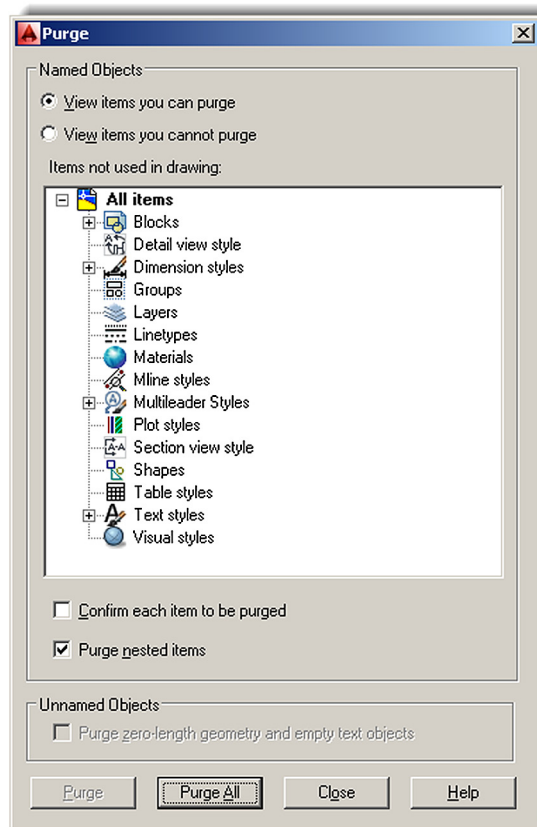 Purge
Named Objects
View items you can purge
View items you cannot purge
Items not used in drawing:
All items
Blocks
Detail view style
Dimension styles
Groups
Layers
Linetypes
Materials
Mline styles
Multileader Styles
Plot styles
Section view style
Shapes
Table styles
Text styles
Visual styles
Confirm each item to be purged
Purge nested items
Unnamed Objects
Purge zero-length geometry and empty text objects
Purge Purge All Close Help